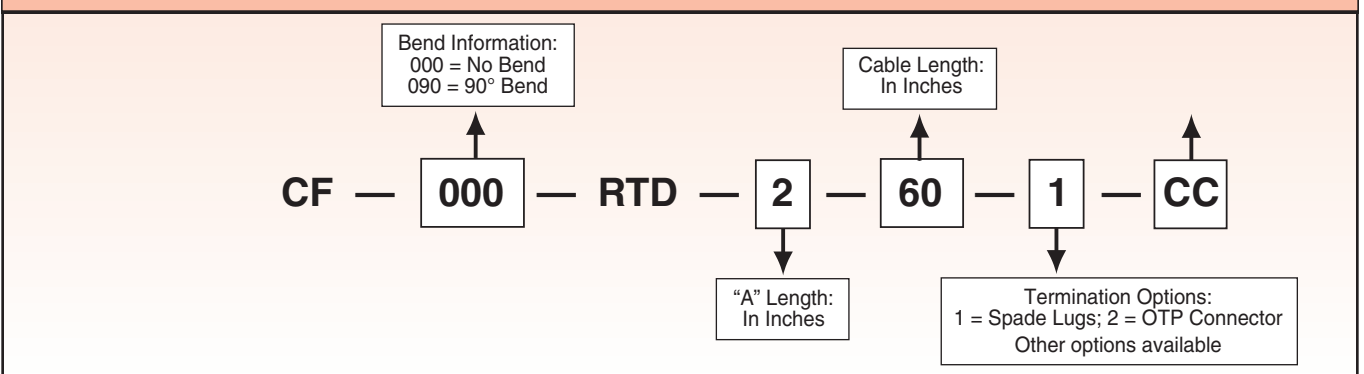 Bend Information:
000 = No Bend
090 = 90° Bend
Cable Length:
In Inches
CF — 000 — RTD — 2 — 60 — 1 — CC
“A” Length:
In Inches
Termination Options:
1 = Spade Lugs; 2 = OTP Connector
Other options available